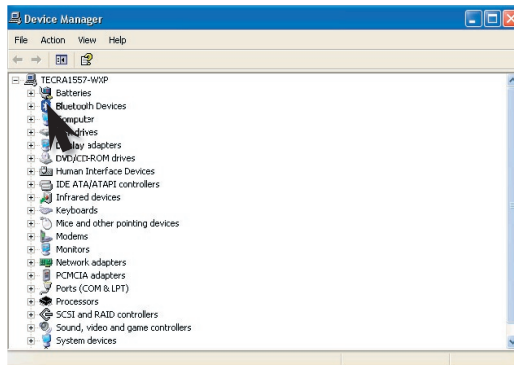 Device Manager
File Action View Help
TECRA1557-WXP
Batteries
Bluetooth Devices
Computer
drives
Display adapters
DVD/CD-ROM drives
Human Interface Devices
IDE ATA/ATAPI controllers
Infrared devices
Keyboards
Mice and other pointing devices
Modems
Monitors
Network adapters
PCMCIA adapters
Ports (COM & LPT)
Processors
SCSI and RAID controllers
Sound, video and game controllers
System devices